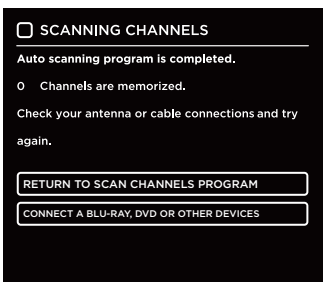 SCANNING CHANNELS
Auto scanning program is completed.
0 Channels are memorized.
Check your antenna or cable connections and try
again.
RETURN TO SCAN CHANNELS PROGRAM
CONNECT A BLU-RAY, DVD OR OTHER DEVICES